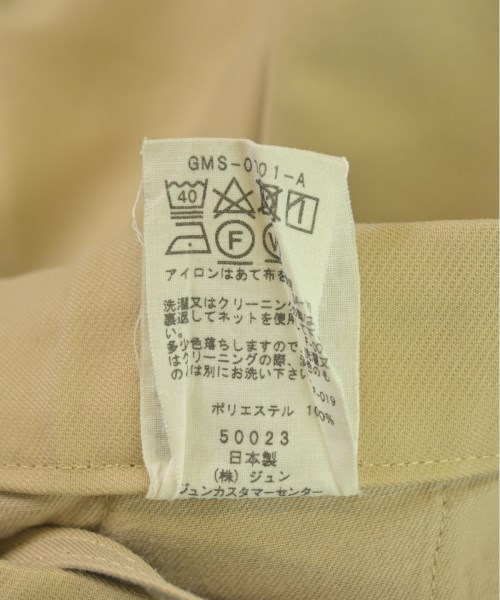 GMS-0001-A
40
F
W
アイロンはあて布を
洗濯又はクリーニング
裏返してネットを使用
い。
多少色落ちしますので
はクリーニングの際、
のは別にお洗い下さい
-019
ポリエステル 100%
50023
日本製
(株) ジュン
ジュンカスタマーセンター